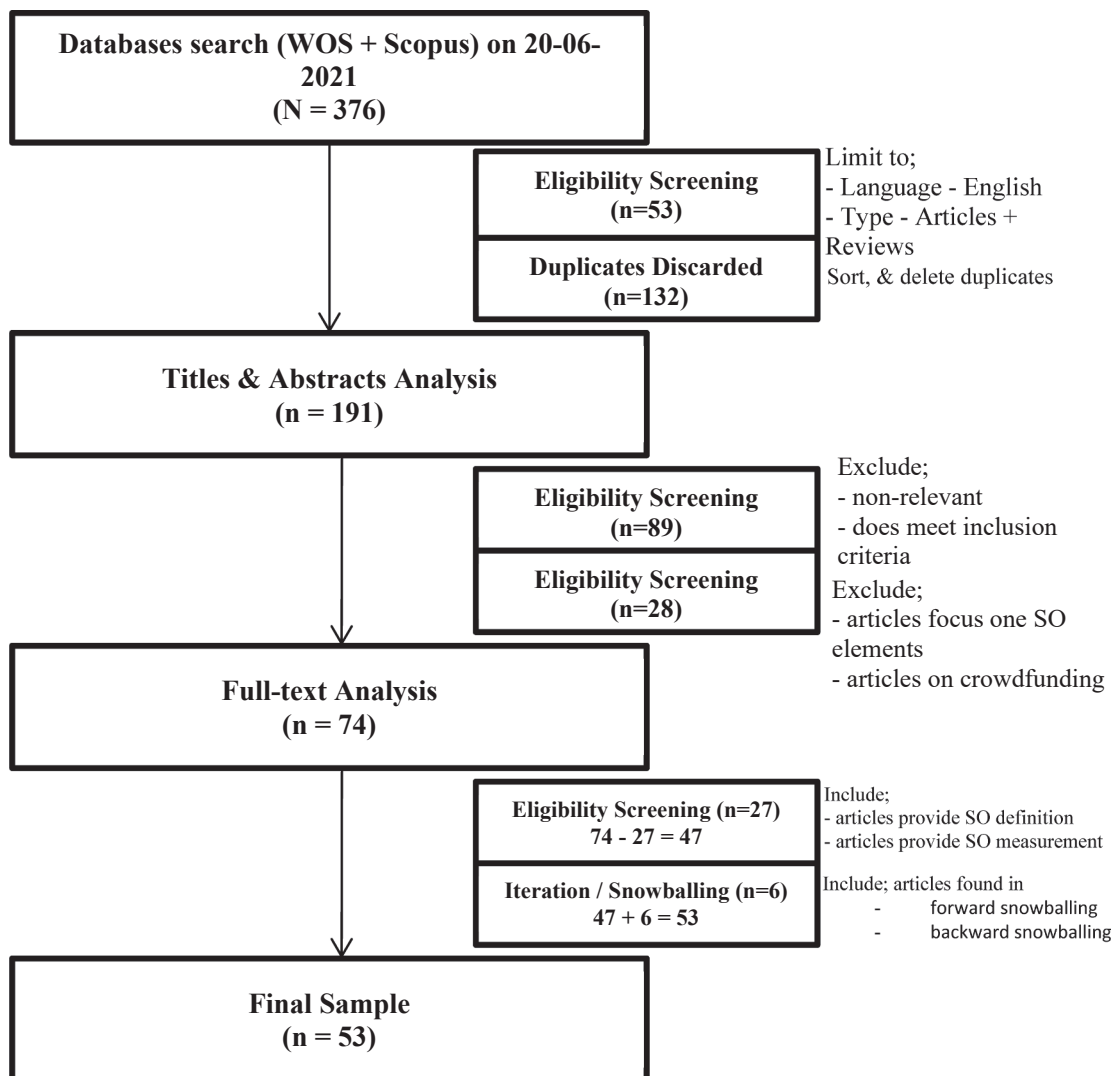 Databases search (WOS + Scopus) on 20-06-
2021
(N = 376)
Eligibility Screening
(n=53)
Duplicates Discarded
(n=132)
Limit to;
- Language - English
- Type - Articles +
Reviews
Sort, & delete duplicates
Titles & Abstracts Analysis
(n = 191)
Eligibility Screening
(n=89)
Eligibility Screening
(n=28)
Exclude;
- non-relevant
- does meet inclusion
criteria
Exclude;
- articles focus one SO
elements
- articles on crowdfunding
Full-text Analysis
(n = 74)
Eligibility Screening (n=27)
74 - 27 = 47
Iteration / Snowballing (n=6)
47 + 6 = 53
Include;
- articles provide SO definition
- articles provide SO measurement
Include; articles found in
- forward snowballing
- backward snowballing
Final Sample
(n = 53)